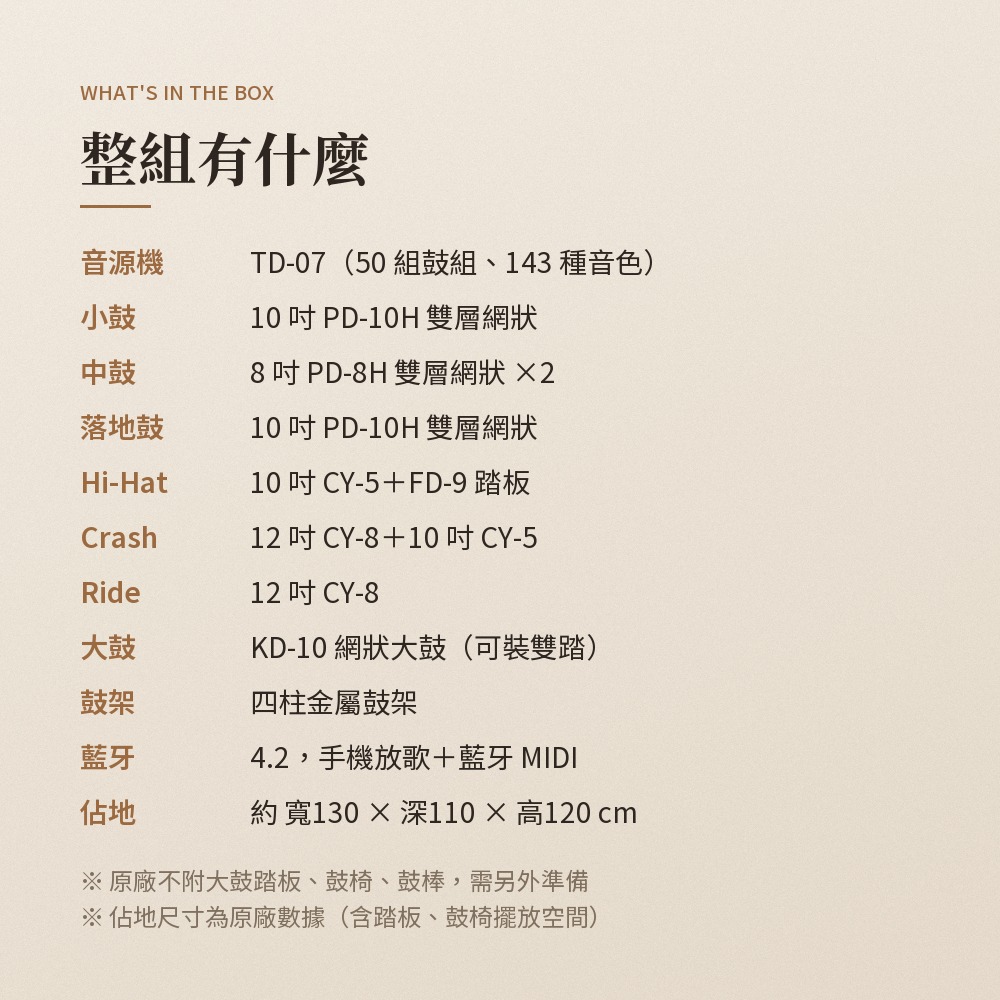 WHAT'S IN THE BOX
整組有什麼
音源機 TD-07（50 組鼓組、143 種音色）
小鼓 10 吋 PD-10H 雙層網狀
中鼓 8 吋 PD-8H 雙層網狀 ×2
落地鼓 10 吋 PD-10H 雙層網狀
Hi-Hat 10 吋 CY-5＋FD-9 踏板
Crash 12 吋 CY-8＋10 吋 CY-5
Ride 12 吋 CY-8
大鼓 KD-10 網狀大鼓（可裝雙踏）
鼓架 四柱金屬鼓架
藍牙 4.2，手機放歌＋藍牙 MIDI
佔地 約 寬130 × 深110 × 高120 cm
※ 原廠不附大鼓踏板、鼓椅、鼓棒，需另外準備
※ 佔地尺寸為原廠數據（含踏板、鼓椅擺放空間）